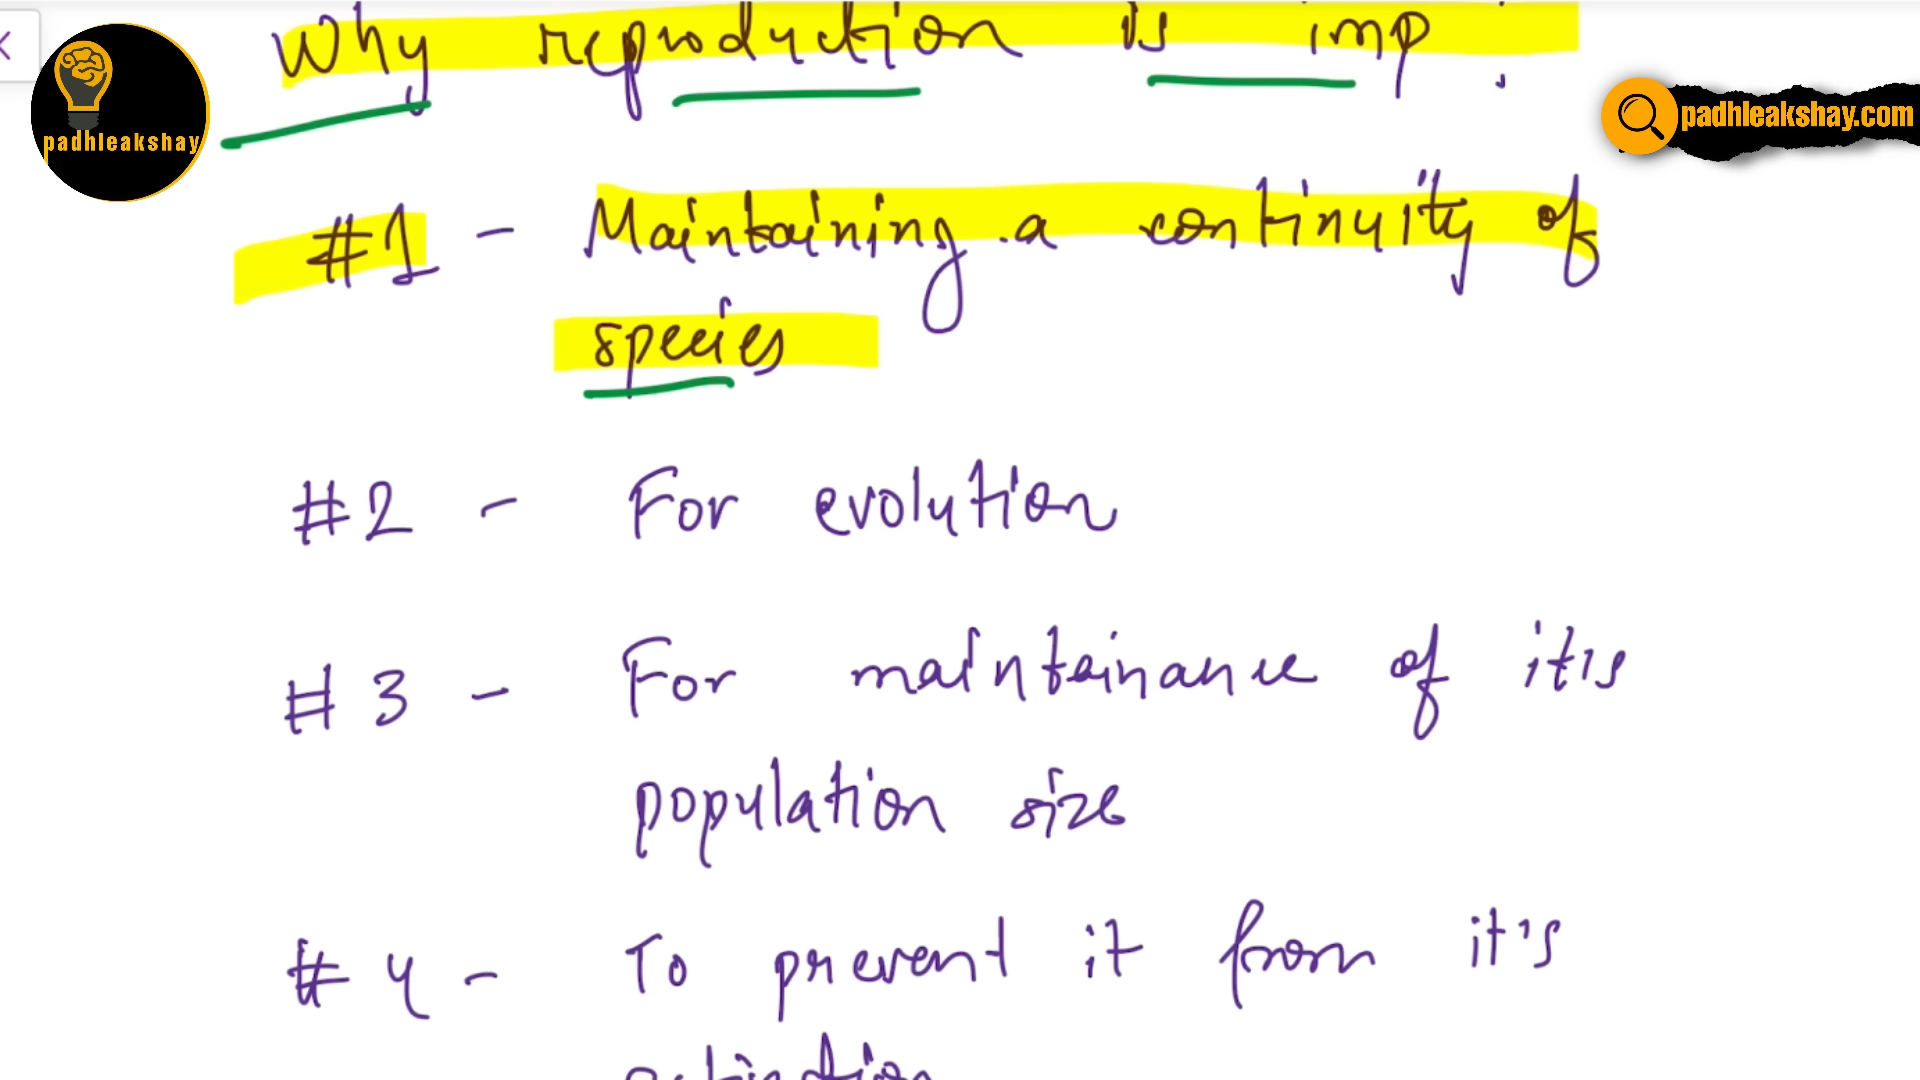 Why reproduction is imp.
padhleakshay
padhleakshay.com
#1 - Maintaining a continuity of
species
#2 - For evolution
#3 - For maintainance of it's
population size
#4 - To prevent it from it's